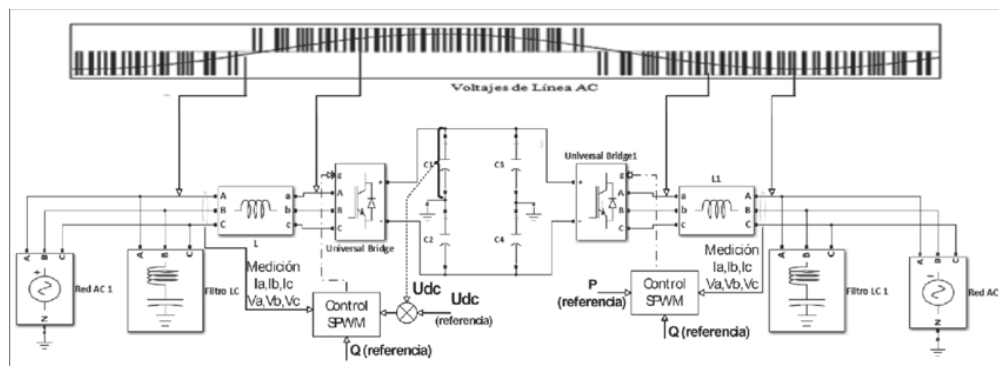 Voltajes de Línea AC
Universal Bridge1
C1
C3
L1
g
A
B
C
+
-
A
B
C
a
b
c
L
Universal Bridge
C2
C4
+
-
g
A
B
C
a
b
c
A
B
C
A B C
Red AC 1
N
A B C
Filtro LC
Medición
Ia,Ib,Ic
Va,Vb,Vc
Control
SPWM
Udc
Udc
(referencia)
Q (referencia)
P
(referencia)
Control
SPWM
Q (referencia)
Medición
Ia,Ib,Ic
Va,Vb,Vc
A B C
Filtro LC 1
A B C
Red AC
N